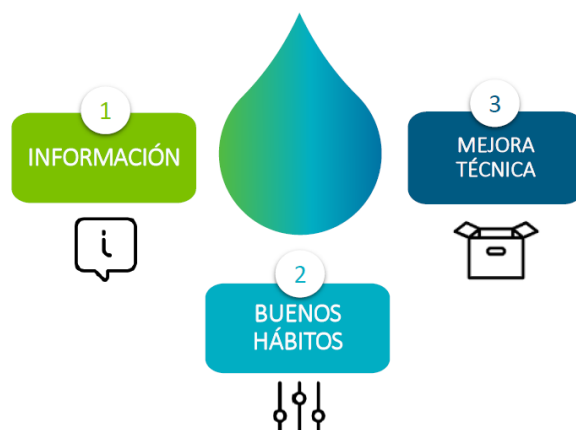 1
INFORMACIÓN
i
2
BUENOS
HÁBITOS
3
MEJORA
TÉCNICA